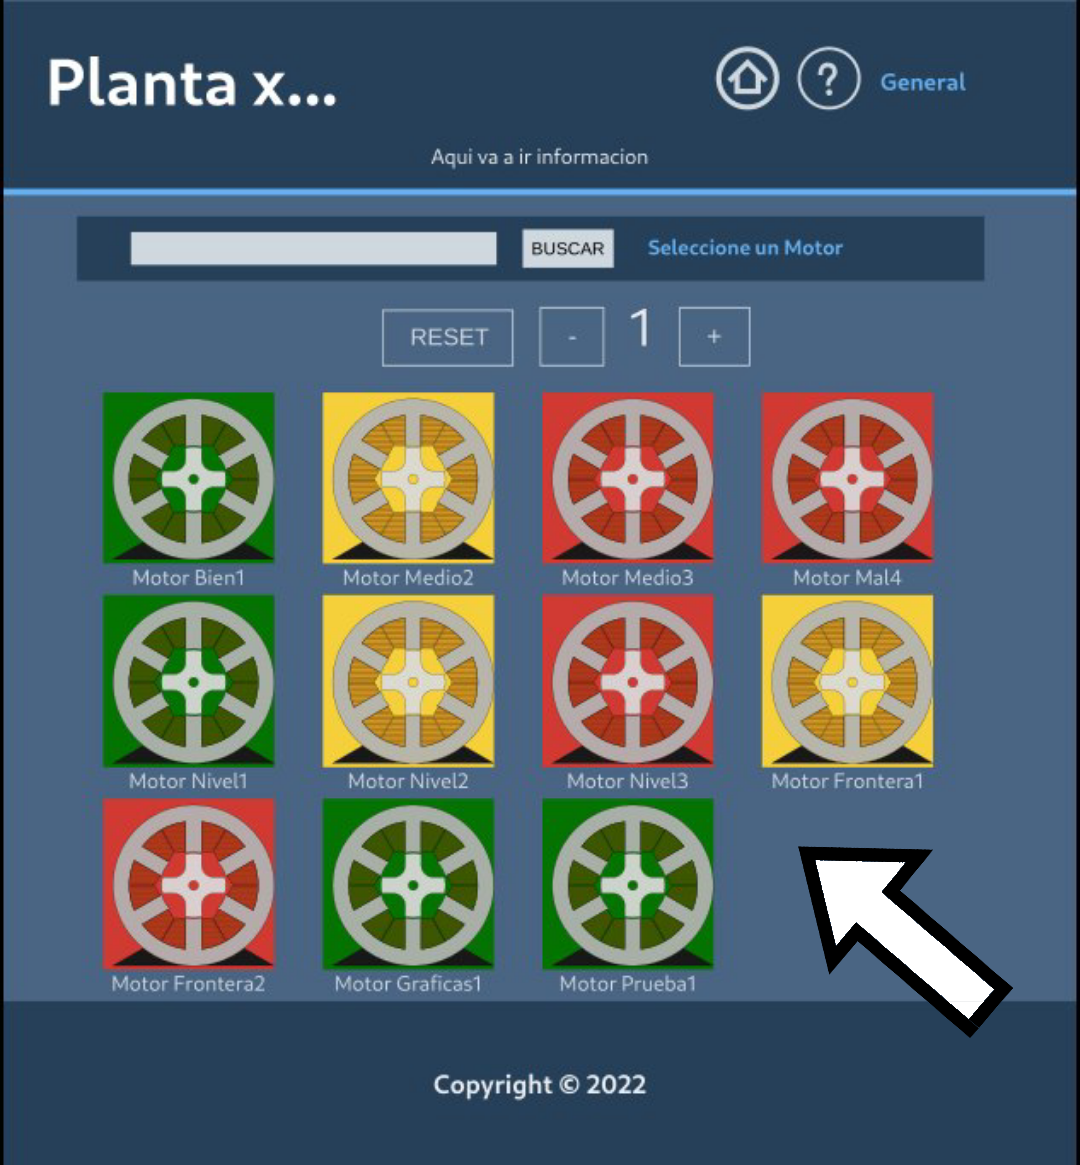 Planta x...
? General
Aqui va a ir informacion
BUSCAR Seleccione un Motor
RESET - 1 +
Motor Bien1 Motor Medio2 Motor Medio3 Motor Mal4
Motor Nivel1 Motor Nivel2 Motor Nivel3 Motor Frontera1
Motor Frontera2 Motor Graficas1 Motor Prueba1
Copyright © 2022